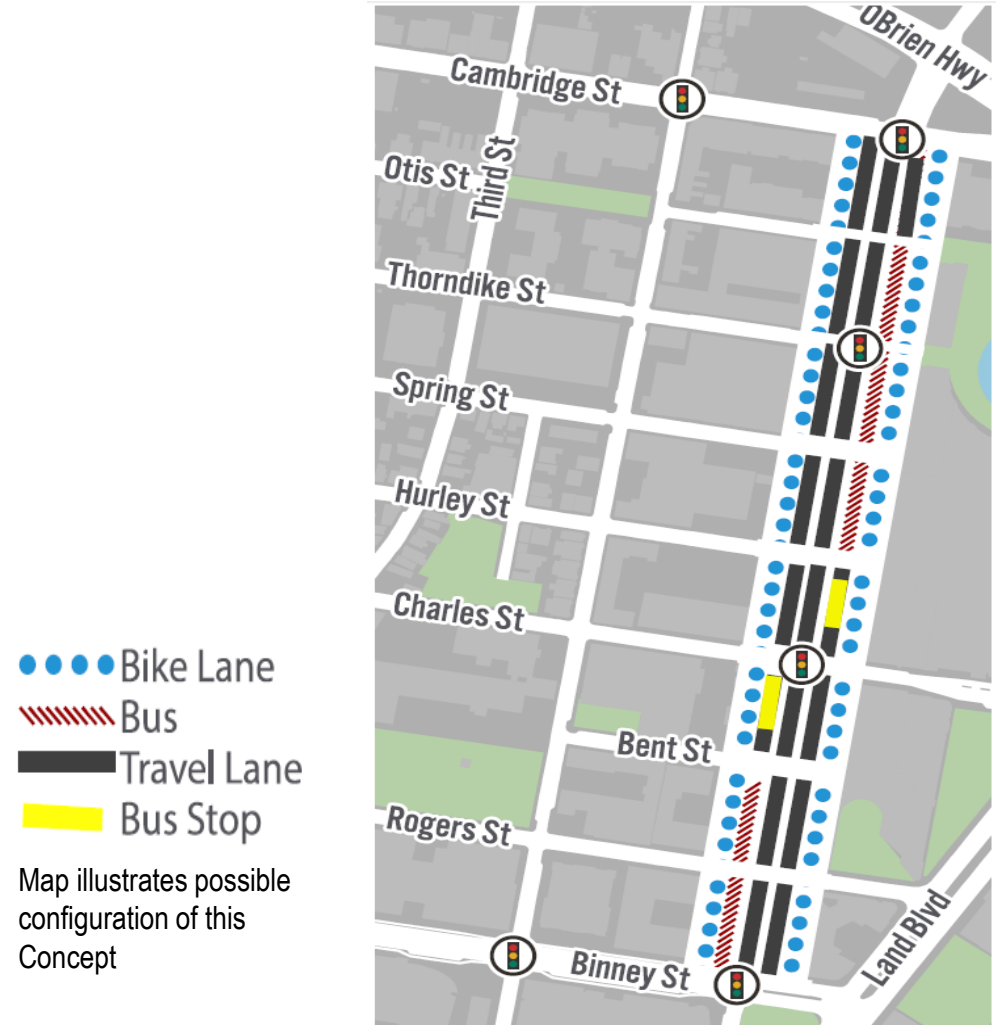 OBrien Hwy
Cambridge St
Third St
Otis St
Thorndike St
Spring St
Hurley St
Charles St
Bent St
Rogers St
Binney St
Land Blvd
Bike Lane
Bus
Travel Lane
Bus Stop
Map illustrates possible
configuration of this
Concept